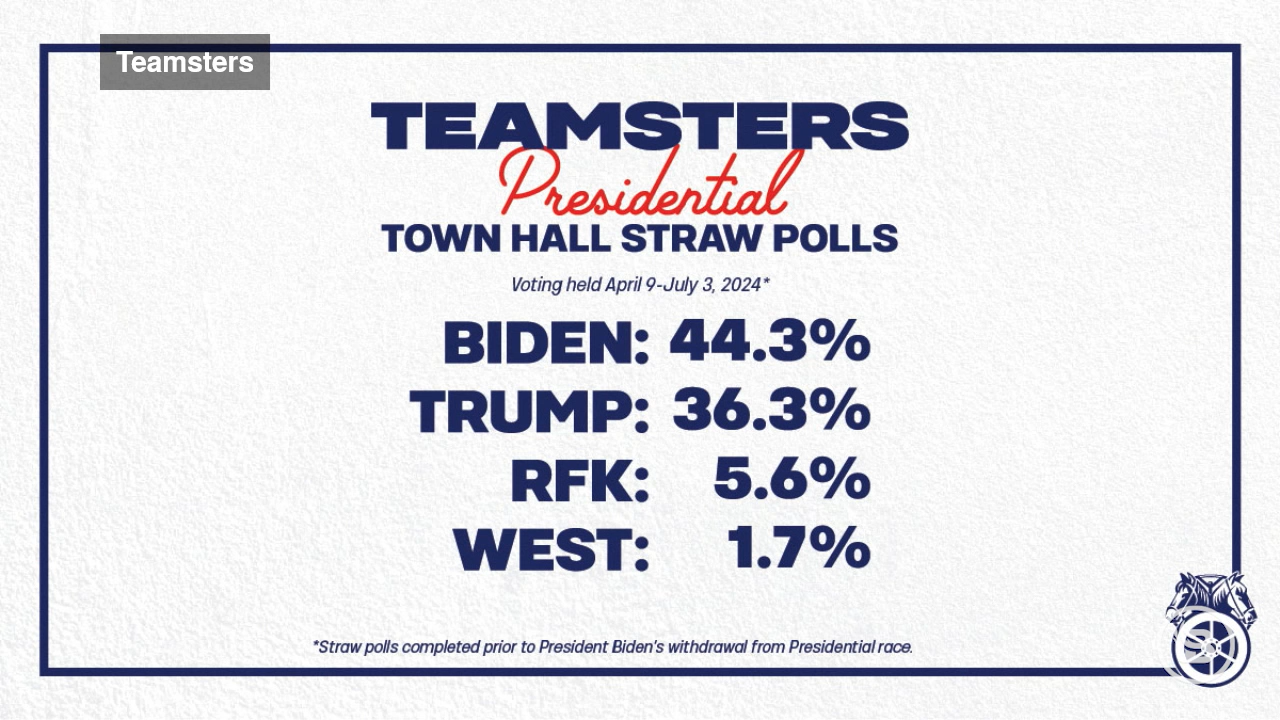 Teamsters
TEAMSTERS
Presidential
TOWN HALL STRAW POLLS
Voting held April 9-July 3, 2024*
BIDEN: 44.3%
TRUMP: 36.3%
RFK: 5.6%
WEST: 1.7%
*Straw polls completed prior to President Biden's withdrawal from Presidential race.